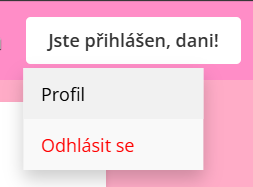 Jste přihlášen, dani!
Profil
Odhlásit se